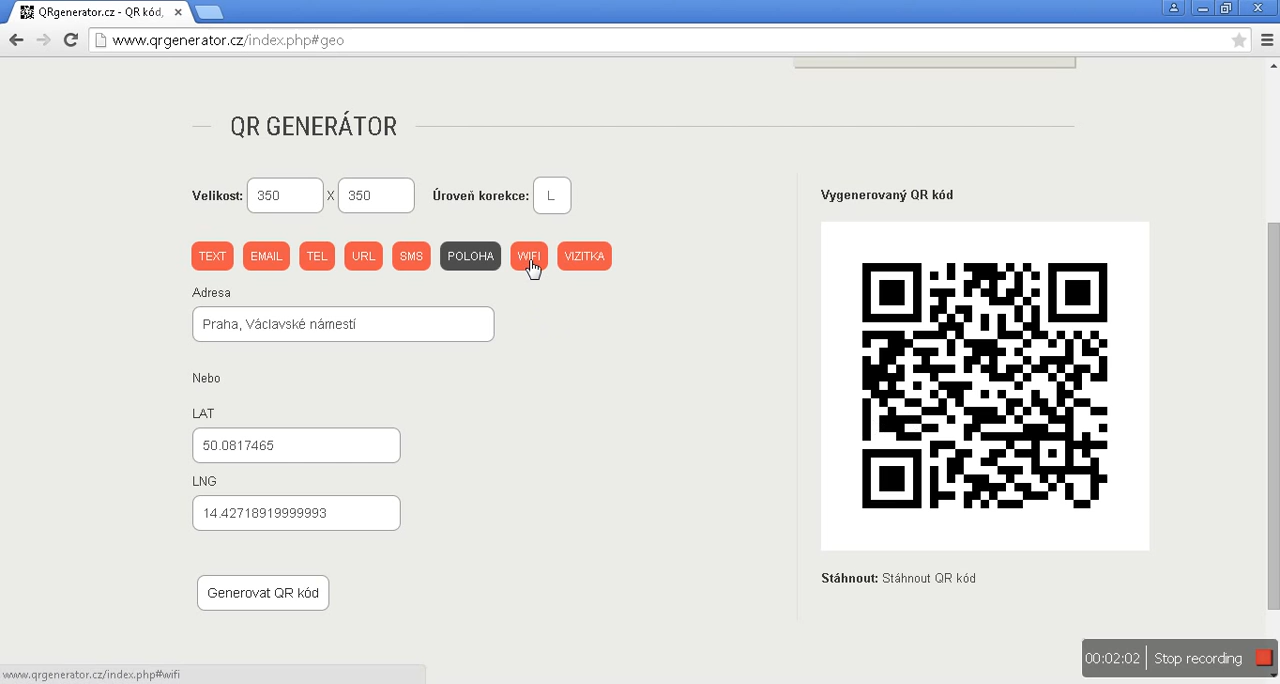 QRgenerator.cz - QR kód,
www.qrgenerator.cz/index.php#geo
QR GENERÁTOR
Velikost: 350 X 350 Úroveň korekce: L
TEXT EMAIL TEL URL SMS POLOHA WIFI VIZITKA
Adresa
Praha, Václavské námestí
Nebo
LAT
50.0817465
LNG
14.42718919999993
Generovat QR kód
Vygenerovaný QR kód
Stáhnout: Stáhnout QR kód
www.qrgenerator.cz/index.php#wifi
00:02:02 Stop recording